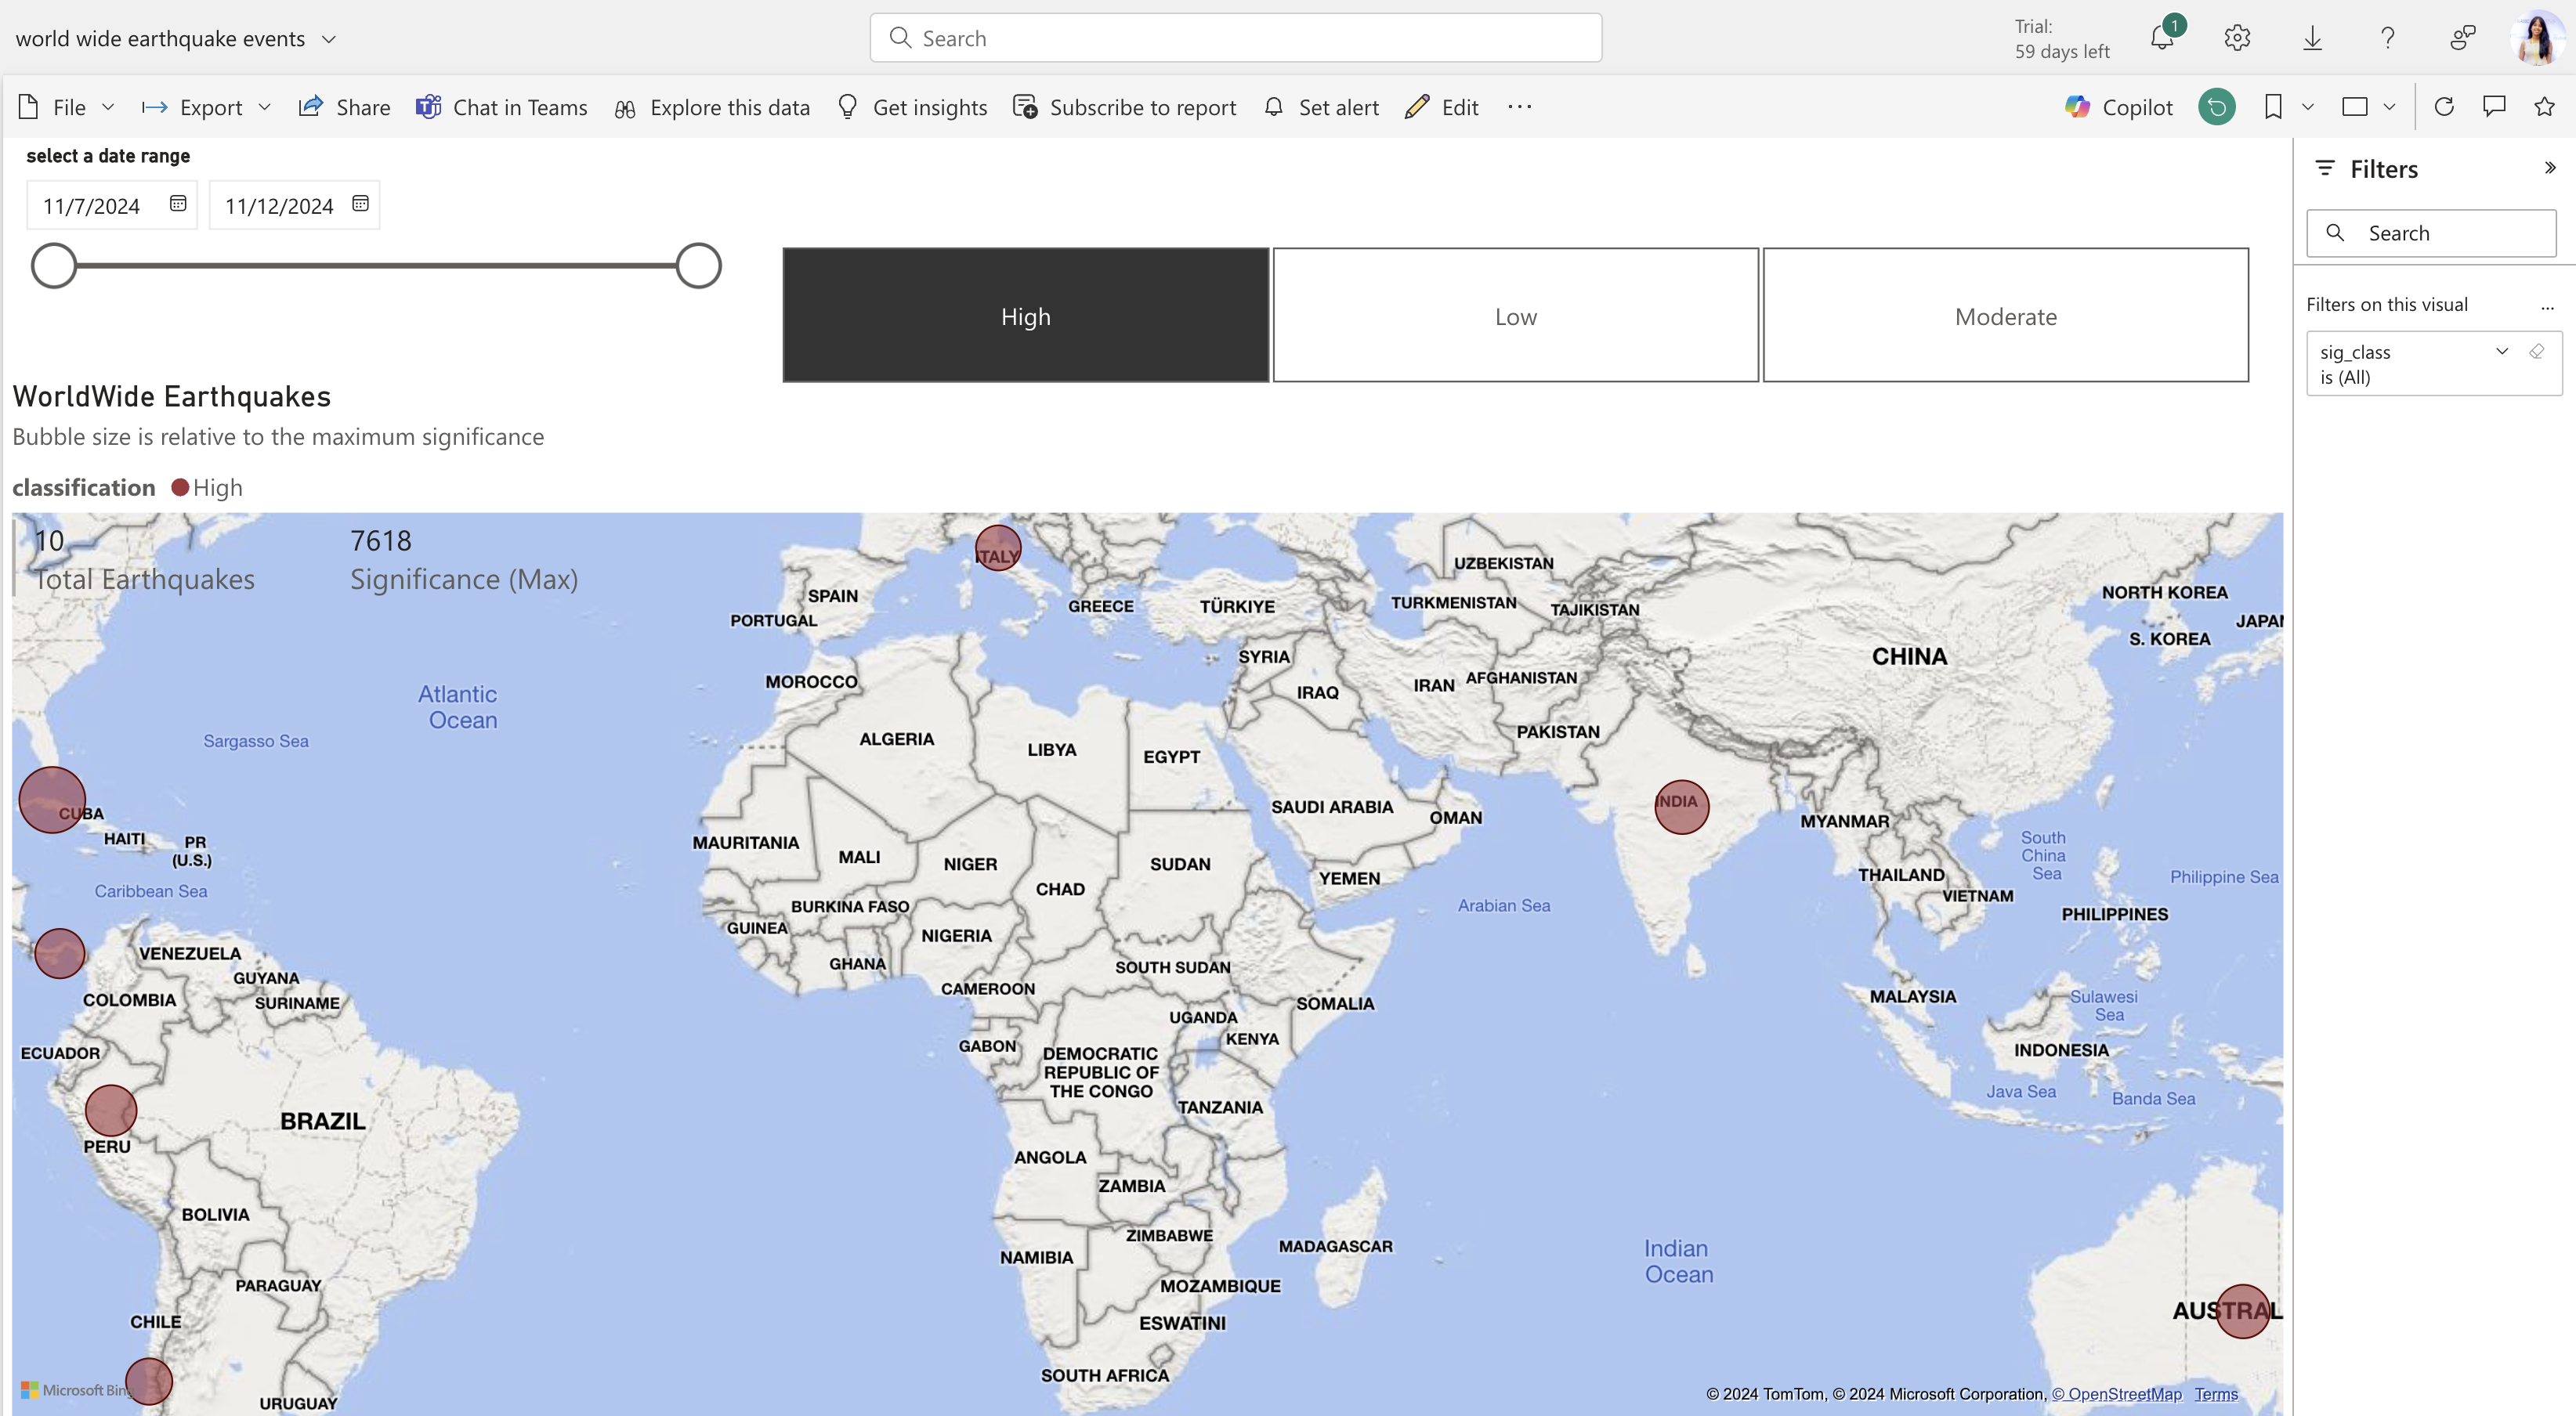 world wide earthquake events
Search
Trial:
59 days left
1
File
Export
Share
Chat in Teams
Explore this data
Get insights
Subscribe to report
Set alert
Edit
Copilot
select a date range
11/7/2024
11/12/2024
High
Low
Moderate
Filters
Search
Filters on this visual
sig_class
is (All)
WorldWide Earthquakes
Bubble size is relative to the maximum significance
classification High
10
Total Earthquakes
7618
Significance (Max)
ITALY
UZBEKISTAN
SPAIN
PORTUGAL
GREECE
TÜRKIYE
TURKMENISTAN
TAJIKISTAN
NORTH KOREA
JAPAN
S. KOREA
CHINA
SYRIA
MOROCCO
IRAQ
IRAN
AFGHANISTAN
Atlantic
Ocean
Sargasso Sea
ALGERIA
LIBYA
EGYPT
PAKISTAN
CUBA
HAITI
PR
(U.S.)
Caribbean Sea
SAUDI ARABIA
OMAN
INDIA
MYANMAR
South
China
Sea
MAURITANIA
MALI
NIGER
CHAD
SUDAN
YEMEN
Arabian Sea
THAILAND
VIETNAM
Philippine Sea
PHILIPPINES
BURKINA FASO
GUINEA
NIGERIA
GHANA
VENEZUELA
GUYANA
COLOMBIA
SURINAME
SOUTH SUDAN
CAMEROON
SOMALIA
MALAYSIA
Sulawesi
Sea
UGANDA
KENYA
ECUADOR
GABON
DEMOCRATIC
REPUBLIC OF
THE CONGO
INDONESIA
Java Sea
Banda Sea
TANZANIA
BRAZIL
PERU
ANGOLA
ZAMBIA
BOLIVIA
ZIMBABWE
NAMIBIA
MADAGASCAR
Indian
Ocean
PARAGUAY
MOZAMBIQUE
CHILE
ESWATINI
AUSTRAL
SOUTH AFRICA
URUGUAY
Microsoft Bing
© 2024 TomTom, © 2024 Microsoft Corporation, © OpenStreetMap Terms